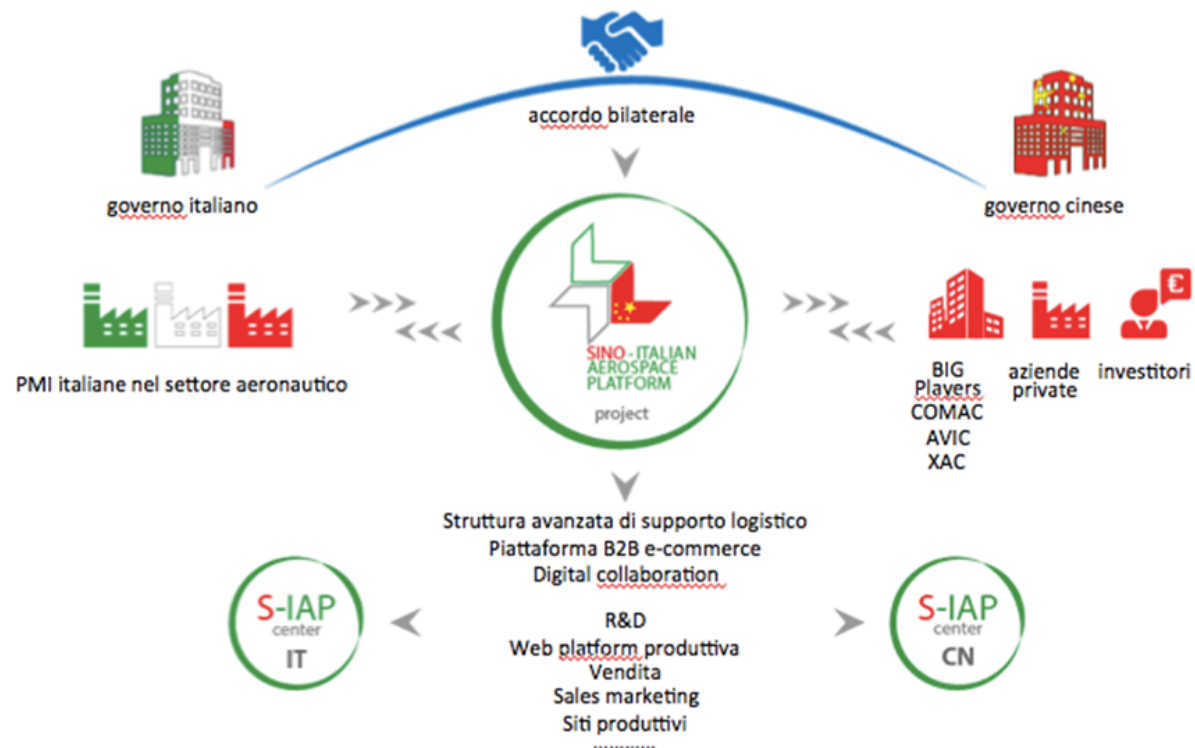 accordo bilaterale
governo italiano
governo cinese
SINO - ITALIAN
AEROSPACE
PLATFORM
project
PMI italiane nel settore aeronautico
BIG
Players
COMAC
AVIC
XAC
aziende
private
investitori
€
Struttura avanzata di supporto logistico
Piattaforma B2B e-commerce
Digital collaboration
R&D
Web platform produttiva
Vendita
Sales marketing
Siti produttivi
............
S-IAP
center
IT
S-IAP
center
CN